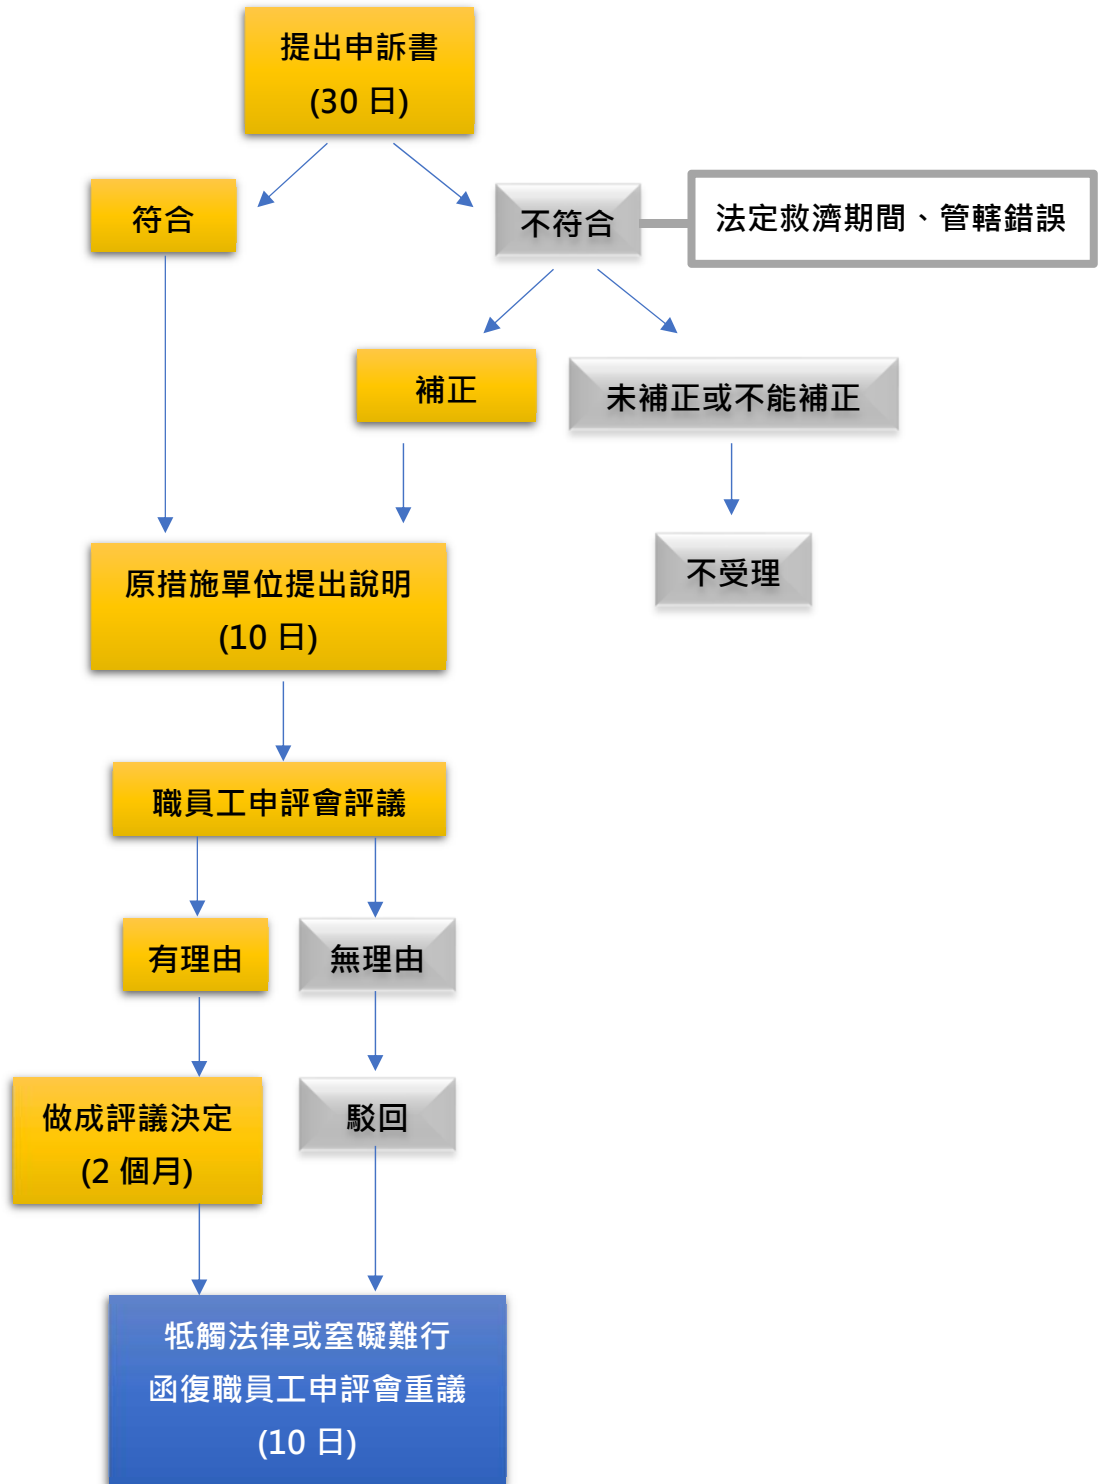 提出申訴書
(30 日)
符合
不符合
法定救濟期間、管轄錯誤
補正
未補正或不能補正
原措施單位提出說明
(10 日)
不受理
職員工申評會評議
有理由
無理由
做成評議決定
(2 個月)
駁回
牴觸法律或窒礙難行
函復職員工申評會重議
(10 日)